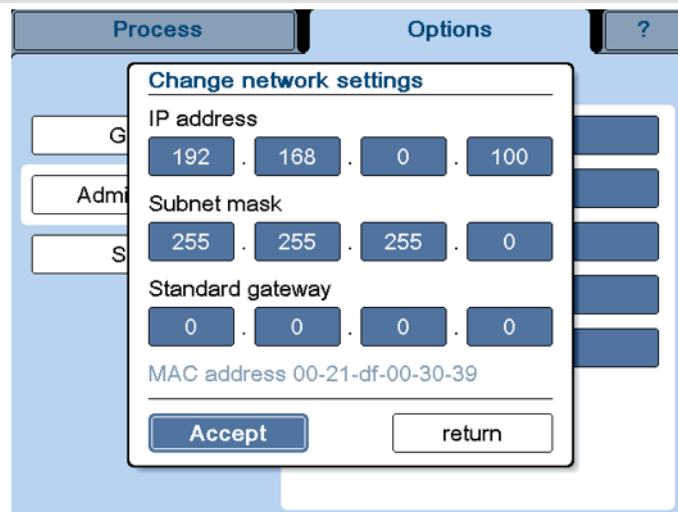 Process Options ?
Change network settings
IP address
G
192 . 168 . 0 . 100
Admi
Subnet mask
S
255 . 255 . 255 . 0
Standard gateway
0 . 0 . 0 . 0
MAC address 00-21-df-00-30-39
Accept return